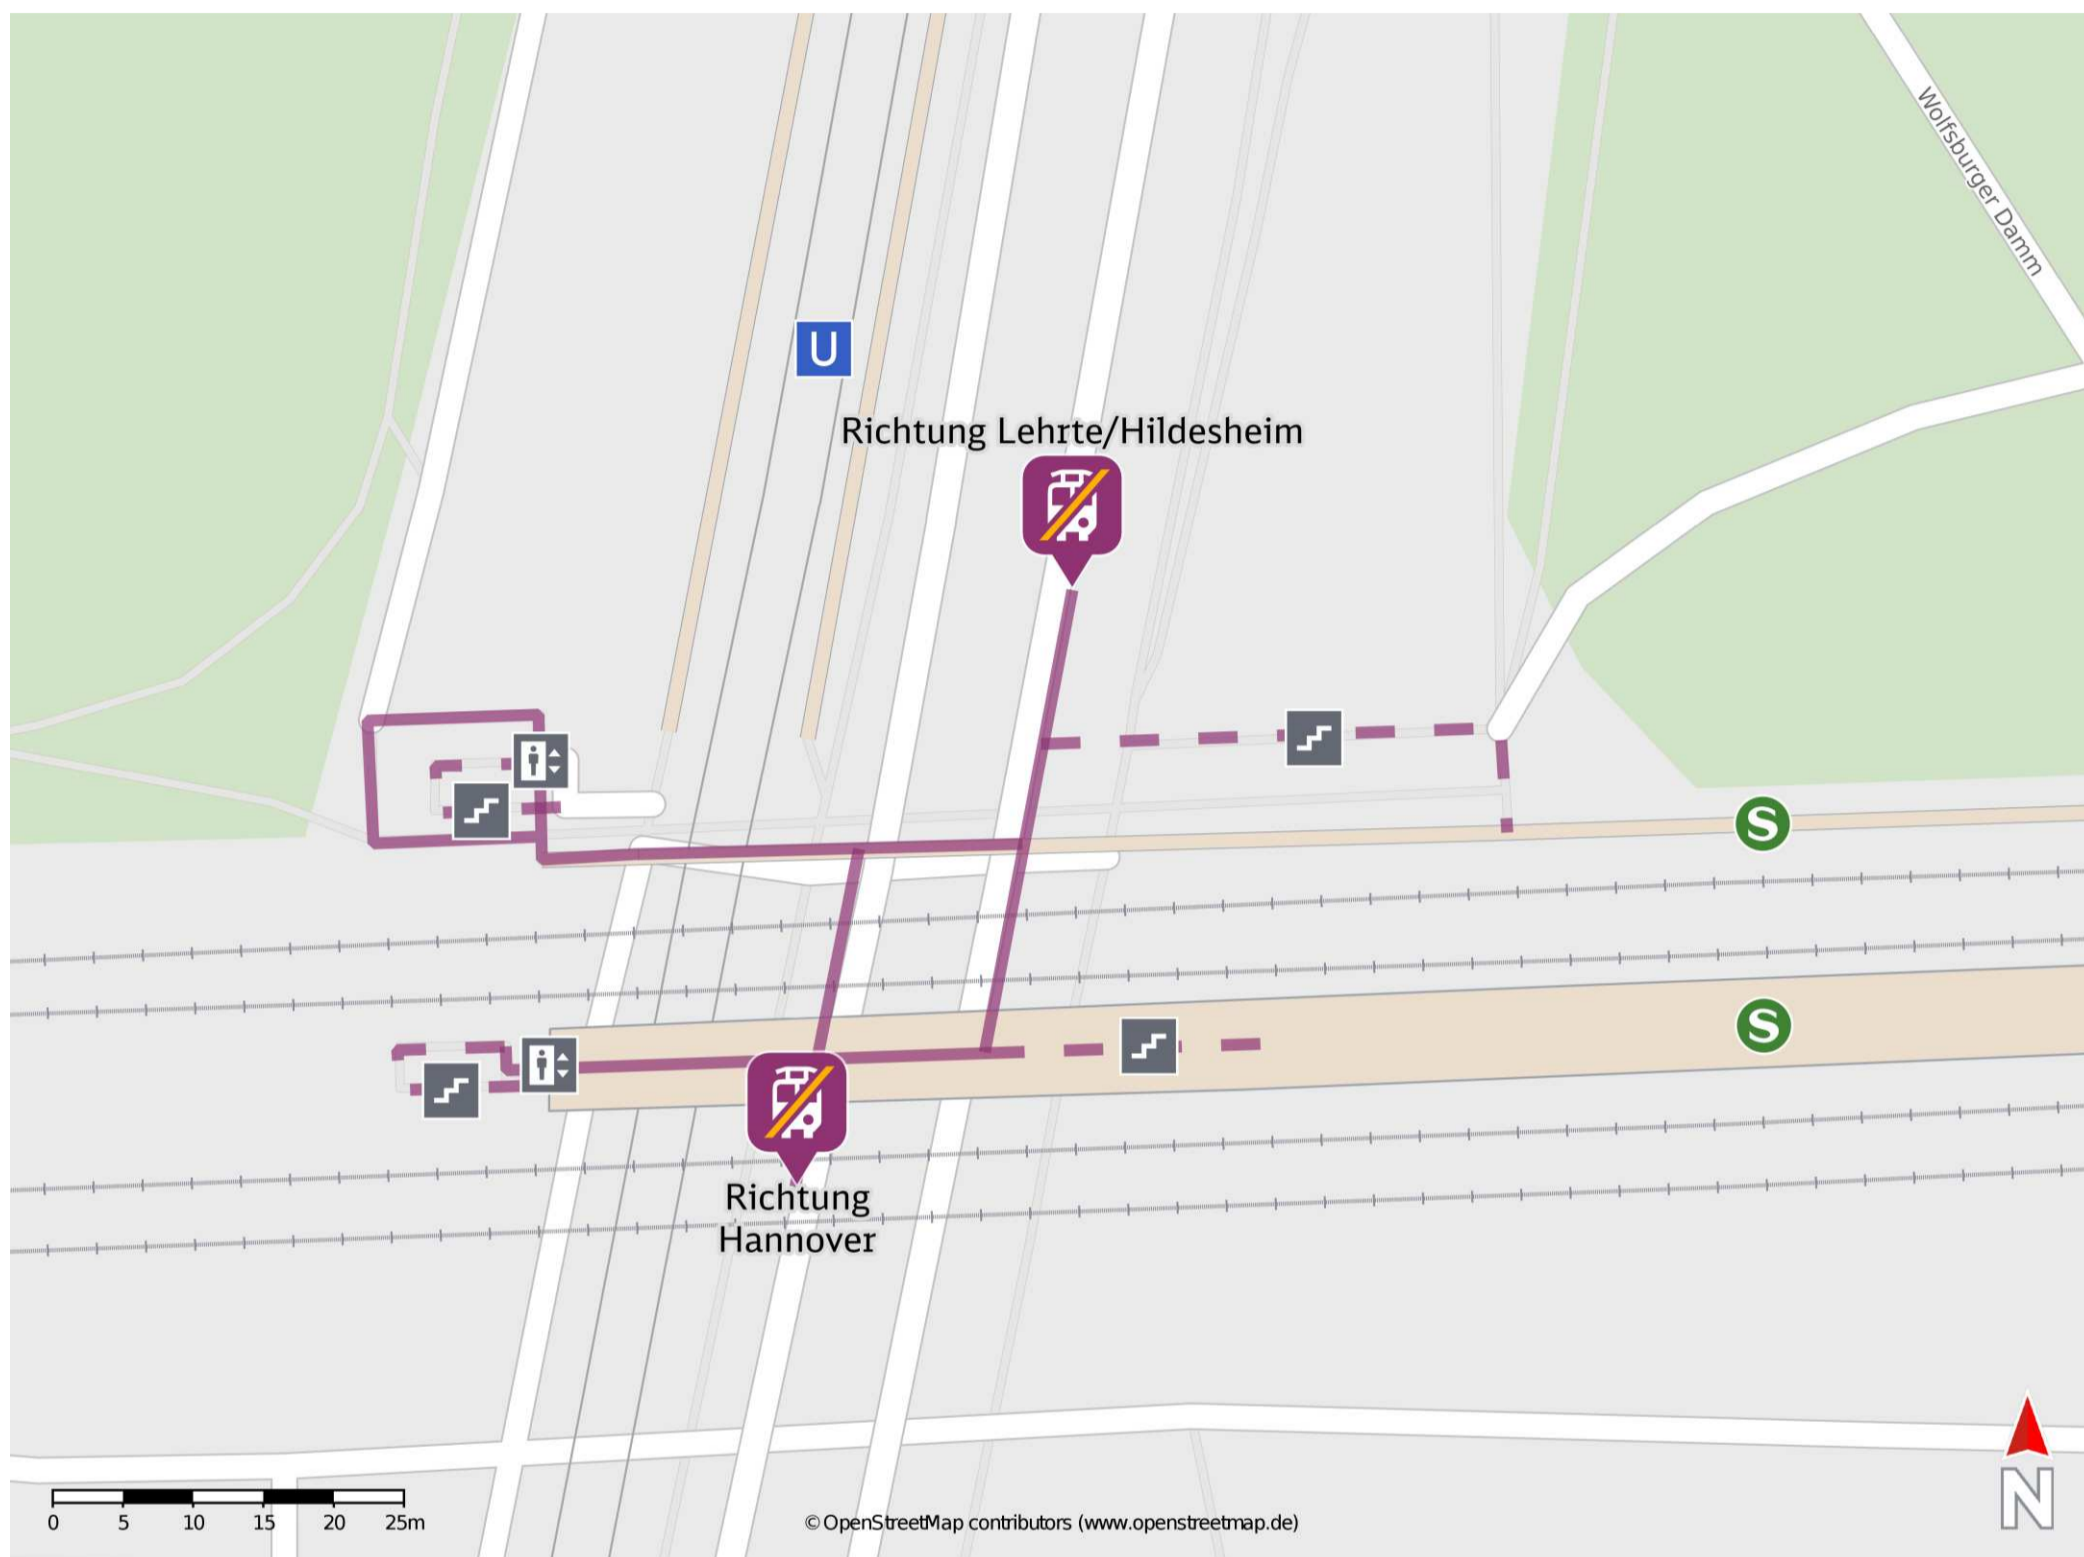 Wolfsburger Damm
U
Richtung Lehrte/Hildesheim
S
S
Richtung
Hannover
N
0 5 10 15 20 25m
© OpenStreetMap contributors (www.openstreetmap.de)